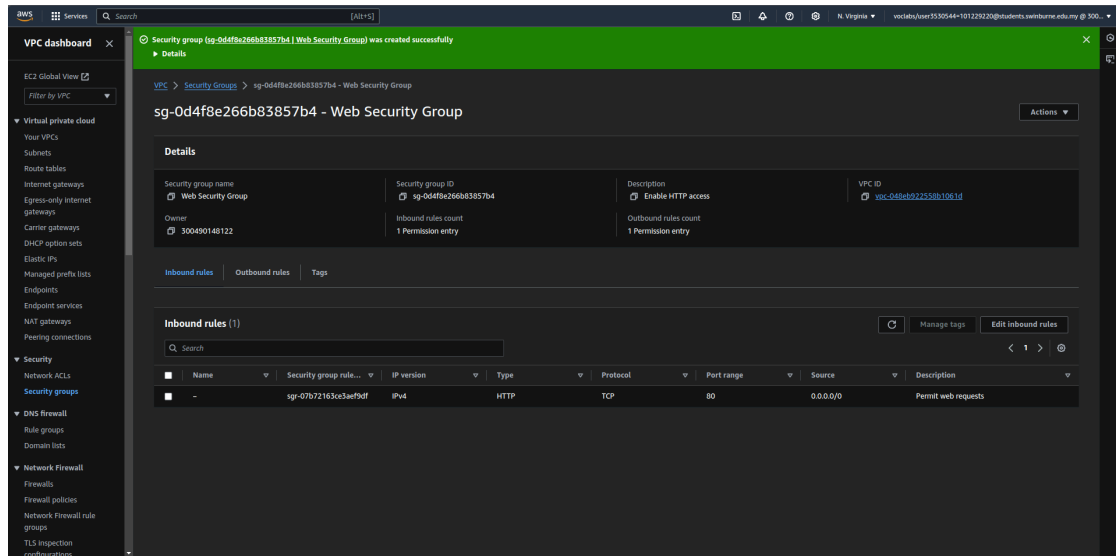 aws Services Search [Alt+S] N. Virginia voclabs/user3530544=101229220@students.swinburne.edu.my @ 300...
VPC dashboard
EC2 Global View
Filter by VPC
Virtual private cloud
Your VPCs
Subnets
Route tables
Internet gateways
Egress-only internet
gateways
Carrier gateways
DHCP option sets
Elastic IPs
Managed prefix lists
Endpoints
Endpoint services
NAT gateways
Peering connections
Security
Network ACLs
Security groups
DNS firewall
Rule groups
Domain lists
Network Firewall
Firewalls
Firewall policies
Network Firewall rule
groups
TLS inspection
configurations
Security group (sg-0d4f8e266b83857b4 | Web Security Group) was created successfully
Details
VPC > Security Groups > sg-0d4f8e266b83857b4 - Web Security Group
sg-0d4f8e266b83857b4 - Web Security Group
Actions
Details
Security group name Security group ID Description VPC ID
Web Security Group sg-0d4f8e266b83857b4 Enable HTTP access vpc-048eb922558b1061d
Owner Inbound rules count Outbound rules count
300490148122 1 Permission entry 1 Permission entry
Inbound rules Outbound rules Tags
Inbound rules (1) Manage tags Edit inbound rules
Search 1
Name Security group rule... IP version Type Protocol Port range Source Description
– sgr-07b72163ce3aef9df IPv4 HTTP TCP 80 0.0.0.0/0 Permit web requests